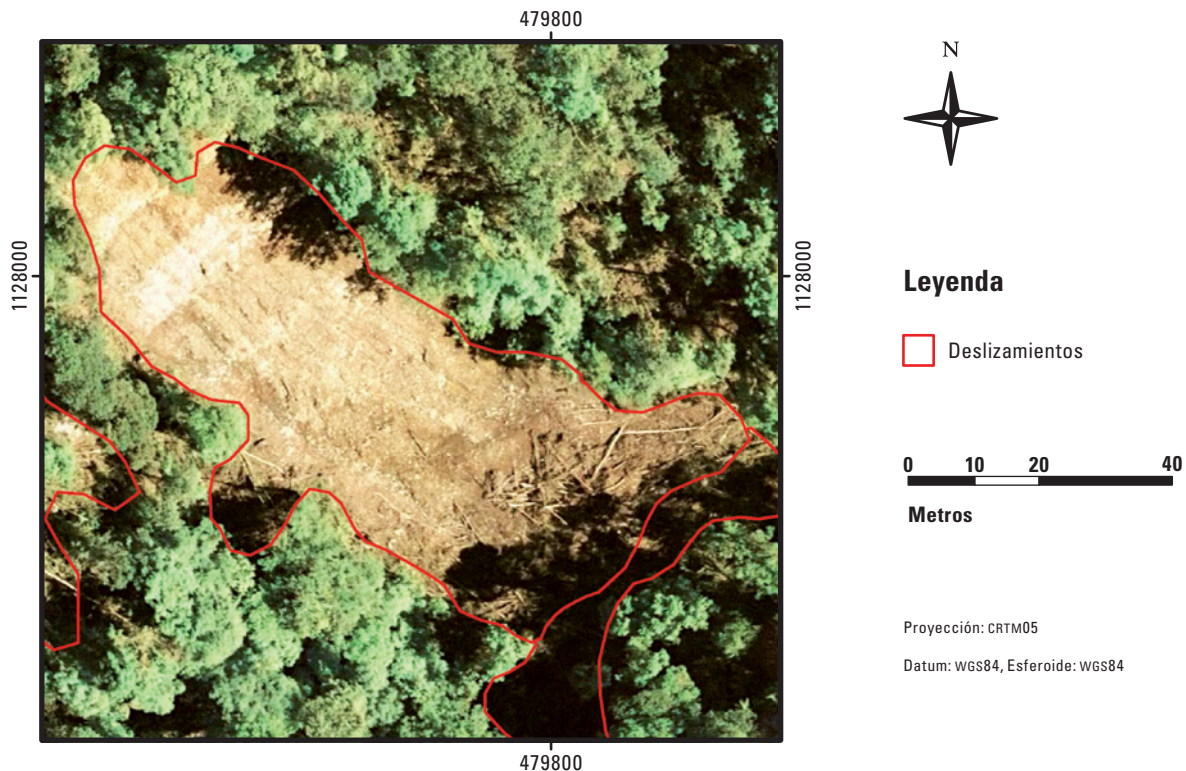 479800
N
1128000
1128000
Leyenda
Deslizamientos
0 10 20 40
Metros
Proyección: CRTM05
Datum: WGS84, Esferoide: WGS84
479800